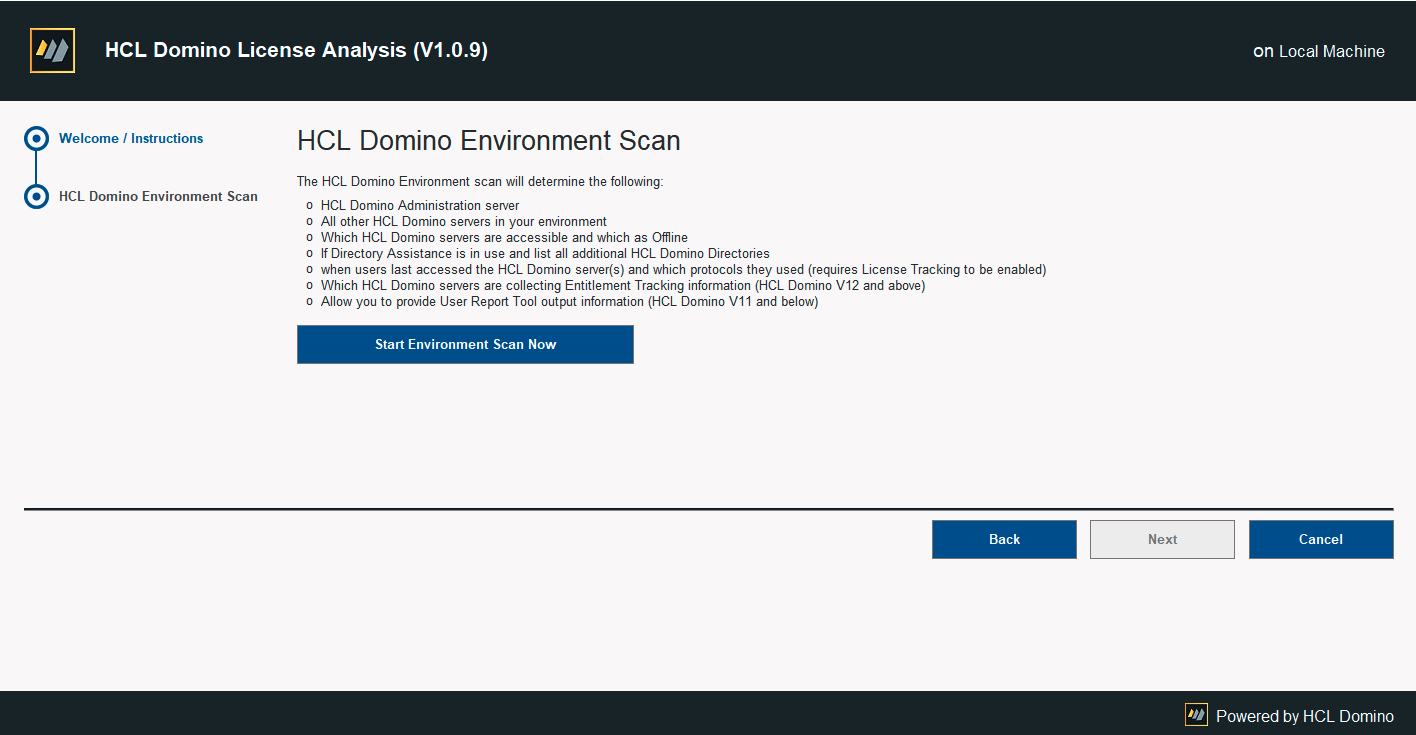 HCL Domino License Analysis (V1.0.9)
on Local Machine
Welcome / Instructions
HCL Domino Environment Scan
HCL Domino Environment Scan
The HCL Domino Environment scan will determine the following:
o HCL Domino Administration server
o All other HCL Domino servers in your environment
o Which HCL Domino servers are accessible and which as Offline
o If Directory Assistance is in use and list all additional HCL Domino Directories
o when users last accessed the HCL Domino server(s) and which protocols they used (requires License Tracking to be enabled)
o Which HCL Domino servers are collecting Entitlement Tracking information (HCL Domino V12 and above)
o Allow you to provide User Report Tool output information (HCL Domino V11 and below)
Start Environment Scan Now
Back
Next
Cancel
Powered by HCL Domino